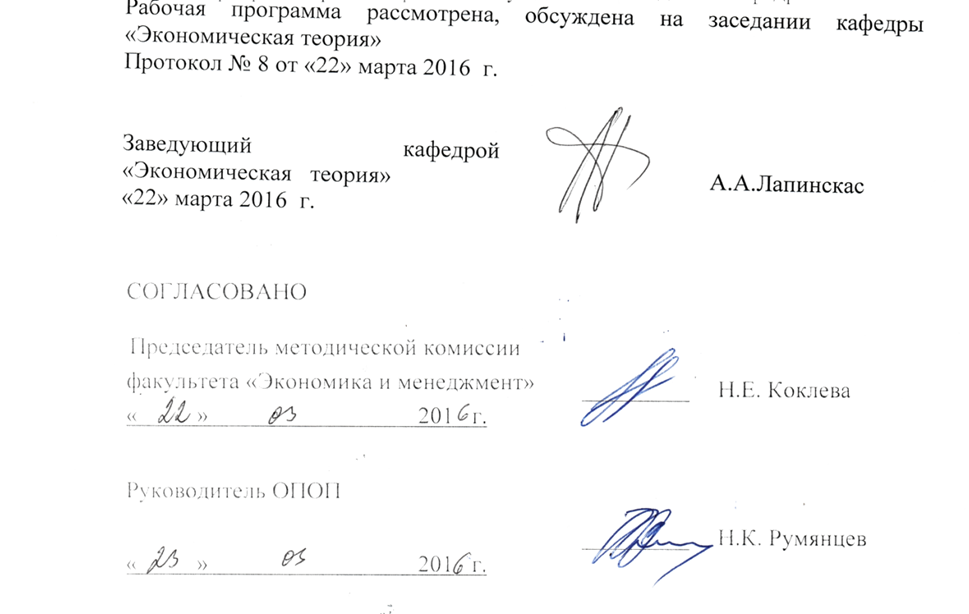 Рабочая программа рассмотрена, обсуждена на заседании кафедры
«Экономическая теория»
Протокол № 8 от «22» марта 2016 г.
Заведующий кафедрой
«Экономическая теория»
«22» марта 2016 г.
А.А.Лапинскас
СОГЛАСОВАНО
Председатель методической комиссии
факультета «Экономика и менеджмент»
Н.Е. Коклева
« 22 » 03 2016 г.
Руководитель ОПОП
Н.К. Румянцев
« 23 » 03 2016 г.